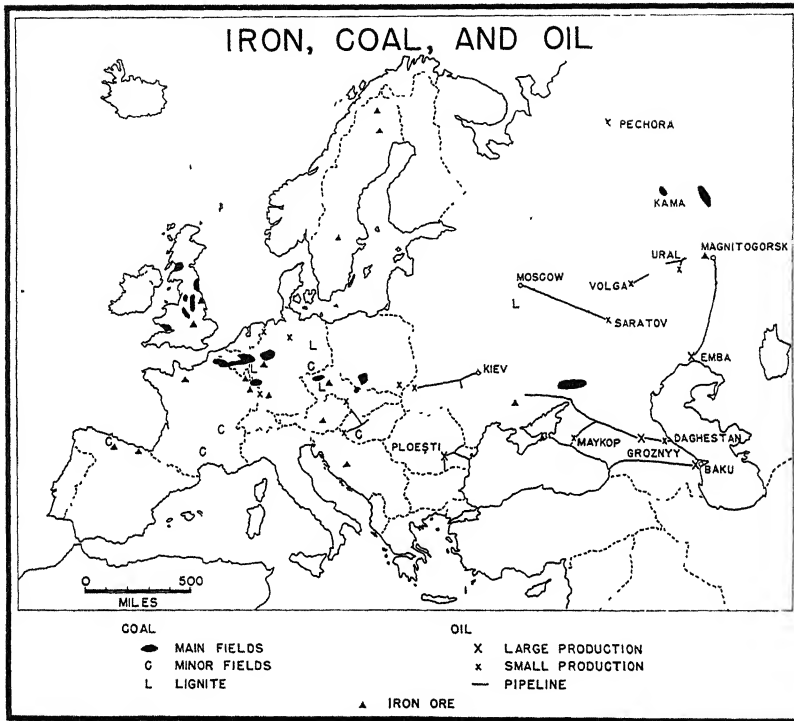 IRON, COAL, AND OIL
PECHORA
KAMA
MAGNITOGORSK
URAL
MOSCOW
VOLGA
L
SARATOV
L
EMBA
C
KIEV
L
L
C
C
DAGHESTAN
MAYKOP
PLOEŞTI
GROZNYY
C
C
BAKU
0 500
MILES
COAL
MAIN FIELDS
C MINOR FIELDS
L LIGNITE
OIL
X LARGE PRODUCTION
x SMALL PRODUCTION
PIPELINE
IRON ORE